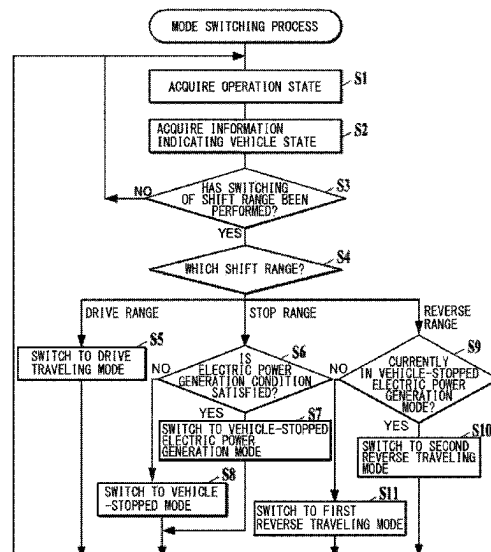 MODE SWITCHING PROCESS
ACQUIRE OPERATION STATE
S1
ACQUIRE INFORMATION
INDICATING VEHICLE STATE
S2
HAS SWITCHING
OF SHIFT RANGE BEEN
PERFORMED?
S3
NO
YES
WHICH SHIFT RANGE?
S4
DRIVE RANGE
STOP RANGE
REVERSE
RANGE
SWITCH TO DRIVE
TRAVELING MODE
S5
IS
ELECTRIC POWER
GENERATION CONDITION
SATISFIED?
S6
NO
YES
SWITCH TO VEHICLE-STOPPED
ELECTRIC POWER
GENERATION MODE
S7
SWITCH TO VEHICLE
-STOPPED MODE
S8
CURRENTLY
IN VEHICLE-STOPPED
ELECTRIC POWER
GENERATION
MODE?
S9
NO
YES
SWITCH TO SECOND
REVERSE TRAVELING
MODE
S10
SWITCH TO FIRST
REVERSE TRAVELING MODE
S11